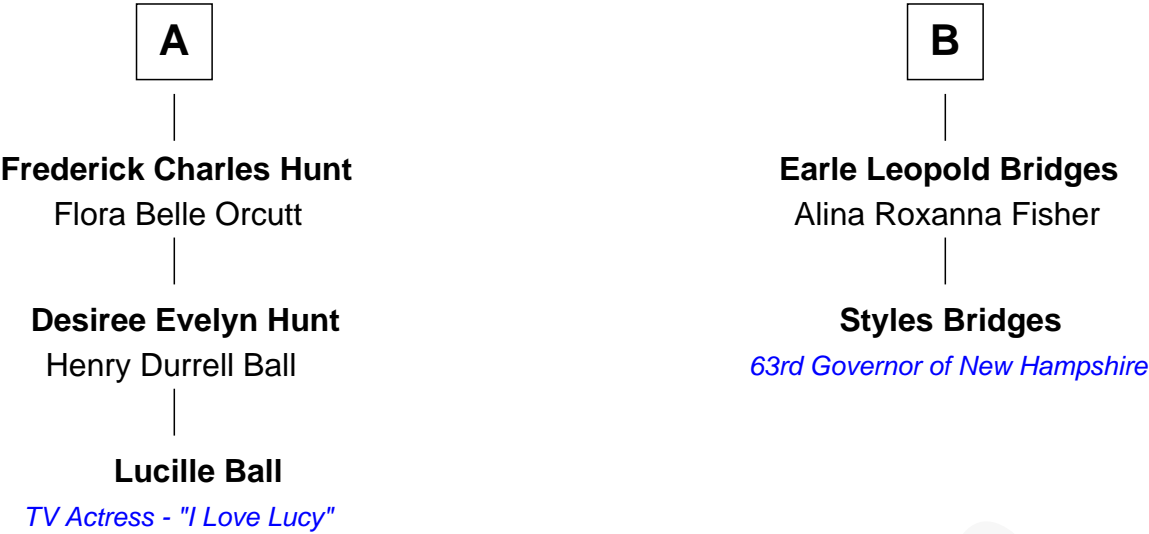 A
Frederick Charles Hunt
Flora Belle Orcutt
Desiree Evelyn Hunt
Henry Durrell Ball
Lucille Ball
TV Actress - "I Love Lucy"
B
Earle Leopold Bridges
Alina Roxanna Fisher
Styles Bridges
63rd Governor of New Hampshire